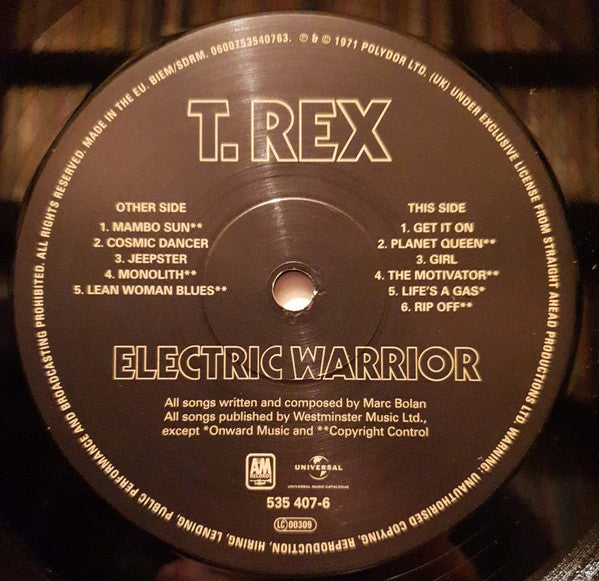 PROHIBITED. ALL RIGHTS RESERVED. MADE IN THE EU. BIEM/SDRM. 0600753540763. ℗ & © 1971 POLYDOR LTD. (UK) UNDER EXCLUSIVE LICENSE FROM STRAIGHT AHEAD PRODUCTIONS LTD WARNING: UNAUTHORISED COPYING, REPRODUCTION, HIRING, LENDING, PUBLIC PERFORMANCE AND BROADCASTING
T. REX
OTHER SIDE
1. MAMBO SUN**
2. COSMIC DANCER
3. JEEPSTER
4. MONOLITH**
5. LEAN WOMAN BLUES**
THIS SIDE
1. GET IT ON
2. PLANET QUEEN**
3. GIRL
4. THE MOTIVATOR**
5. LIFE'S A GAS*
6. RIP OFF**
ELECTRIC WARRIOR
All songs written and composed by Marc Bolan
All songs published by Westminster Music Ltd.,
except *Onward Music and **Copyright Control
A&M
RECORDS
UNIVERSAL
UNIVERSAL MUSIC CATALOGUE
535 407-6
LC 00309